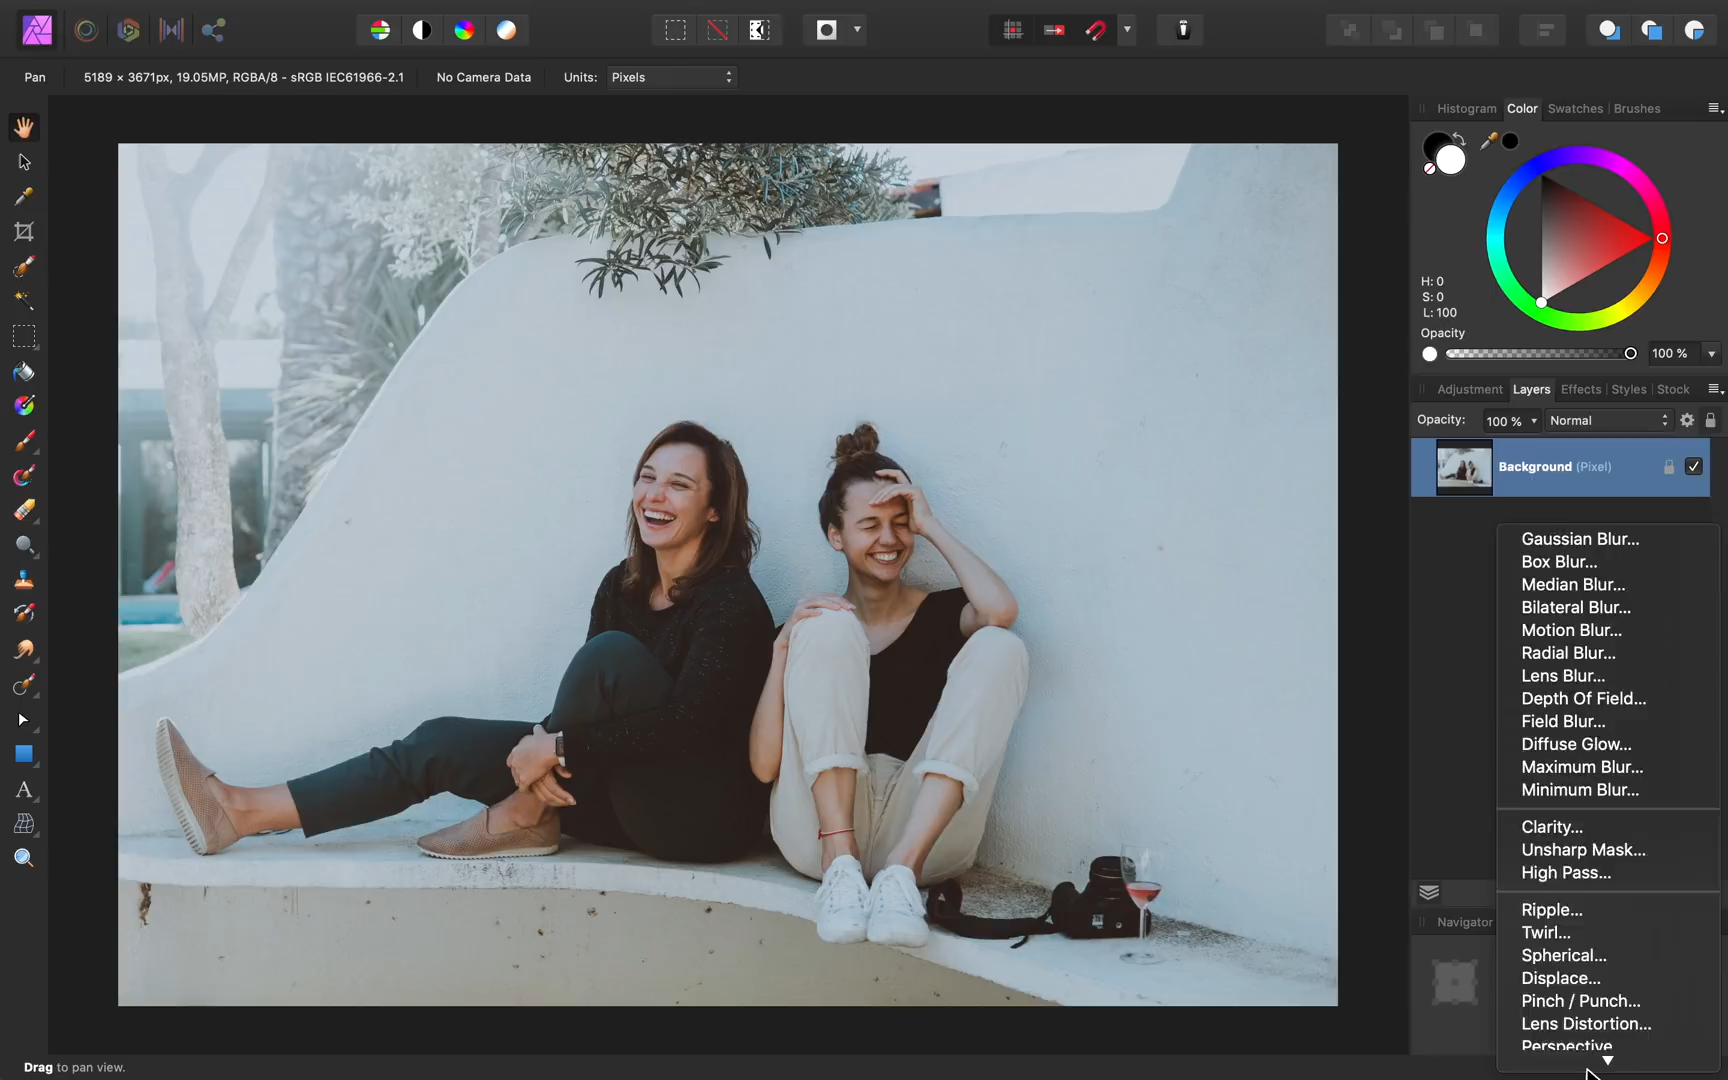 Pan 5189 × 3671px, 19.05MP, RGBA/8 - sRGB IEC61966-2.1 No Camera Data Units: Pixels
Histogram Color Swatches Brushes
H: 0
S: 0
L: 100
Opacity
100 %
Adjustment Layers Effects Styles Stock
Opacity: 100 % Normal
Background (Pixel)
Gaussian Blur...
Box Blur...
Median Blur...
Bilateral Blur...
Motion Blur...
Radial Blur...
Lens Blur...
Depth Of Field...
Field Blur...
Diffuse Glow...
Maximum Blur...
Minimum Blur...
Clarity...
Unsharp Mask...
High Pass...
Ripple...
Twirl...
Spherical...
Displace...
Pinch / Punch...
Lens Distortion...
Perspective
Navigator
Drag to pan view.